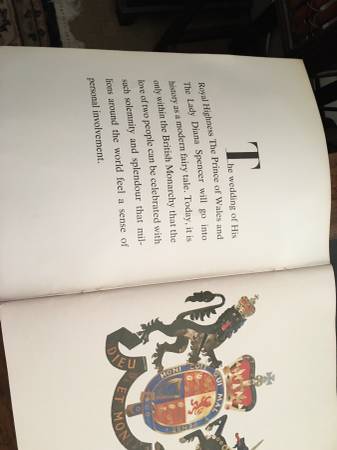 The wedding of His
Royal Highness The Prince of Wales and
The Lady Diana Spencer will go into
history as a modern fairy tale. Today, it is
only within the British Monarchy that the
love of two people can be celebrated with
such solemnity and splendour that mil-
lions around the world feel a sense of
personal involvement.
HONI SOIT QUI MAL
DIEU ET MON